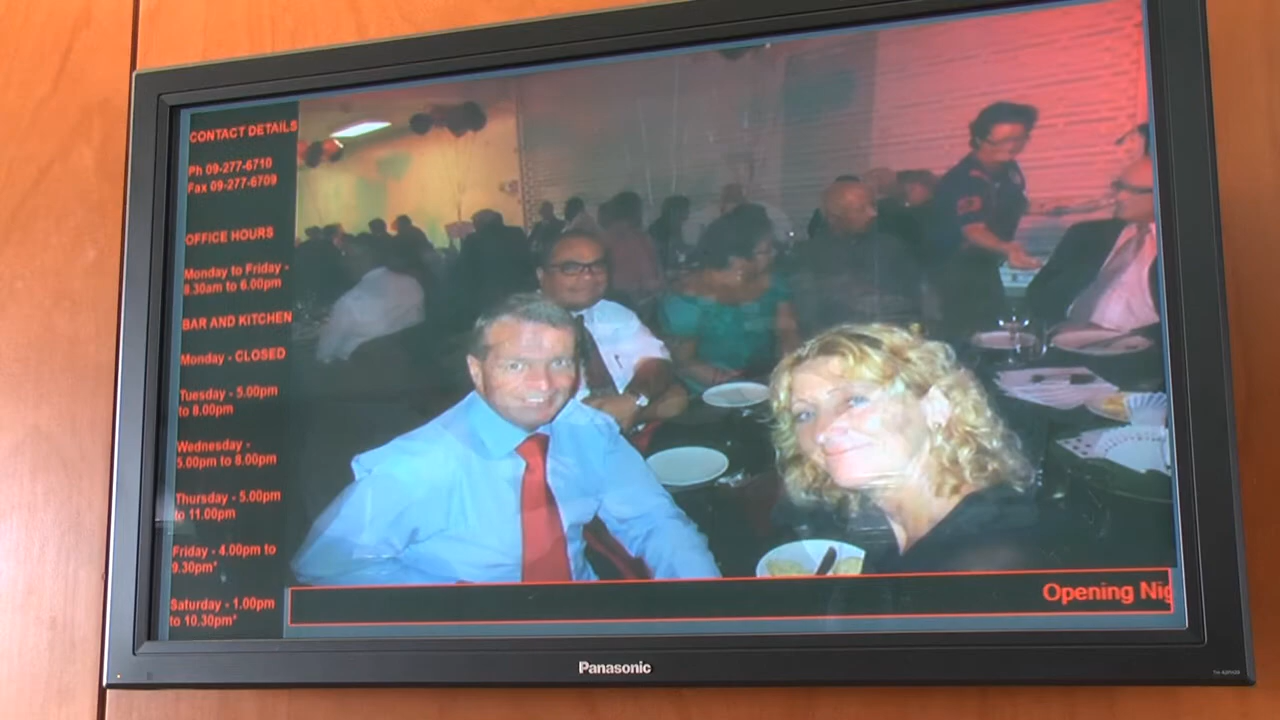 CONTACT DETAILS
Ph 09-277-6710
Fax 09-277-6709
OFFICE HOURS
Monday to Friday -
8.30am to 6.00pm
BAR AND KITCHEN
Monday - CLOSED
Tuesday - 5.00pm
to 8.00pm
Wednesday -
5.00pm to 8.00pm
Thursday - 5.00pm
to 11.00pm
Friday - 4.00pm to
9.30pm*
Saturday - 1.00pm
to 10.30pm*
Opening Nig
Panasonic